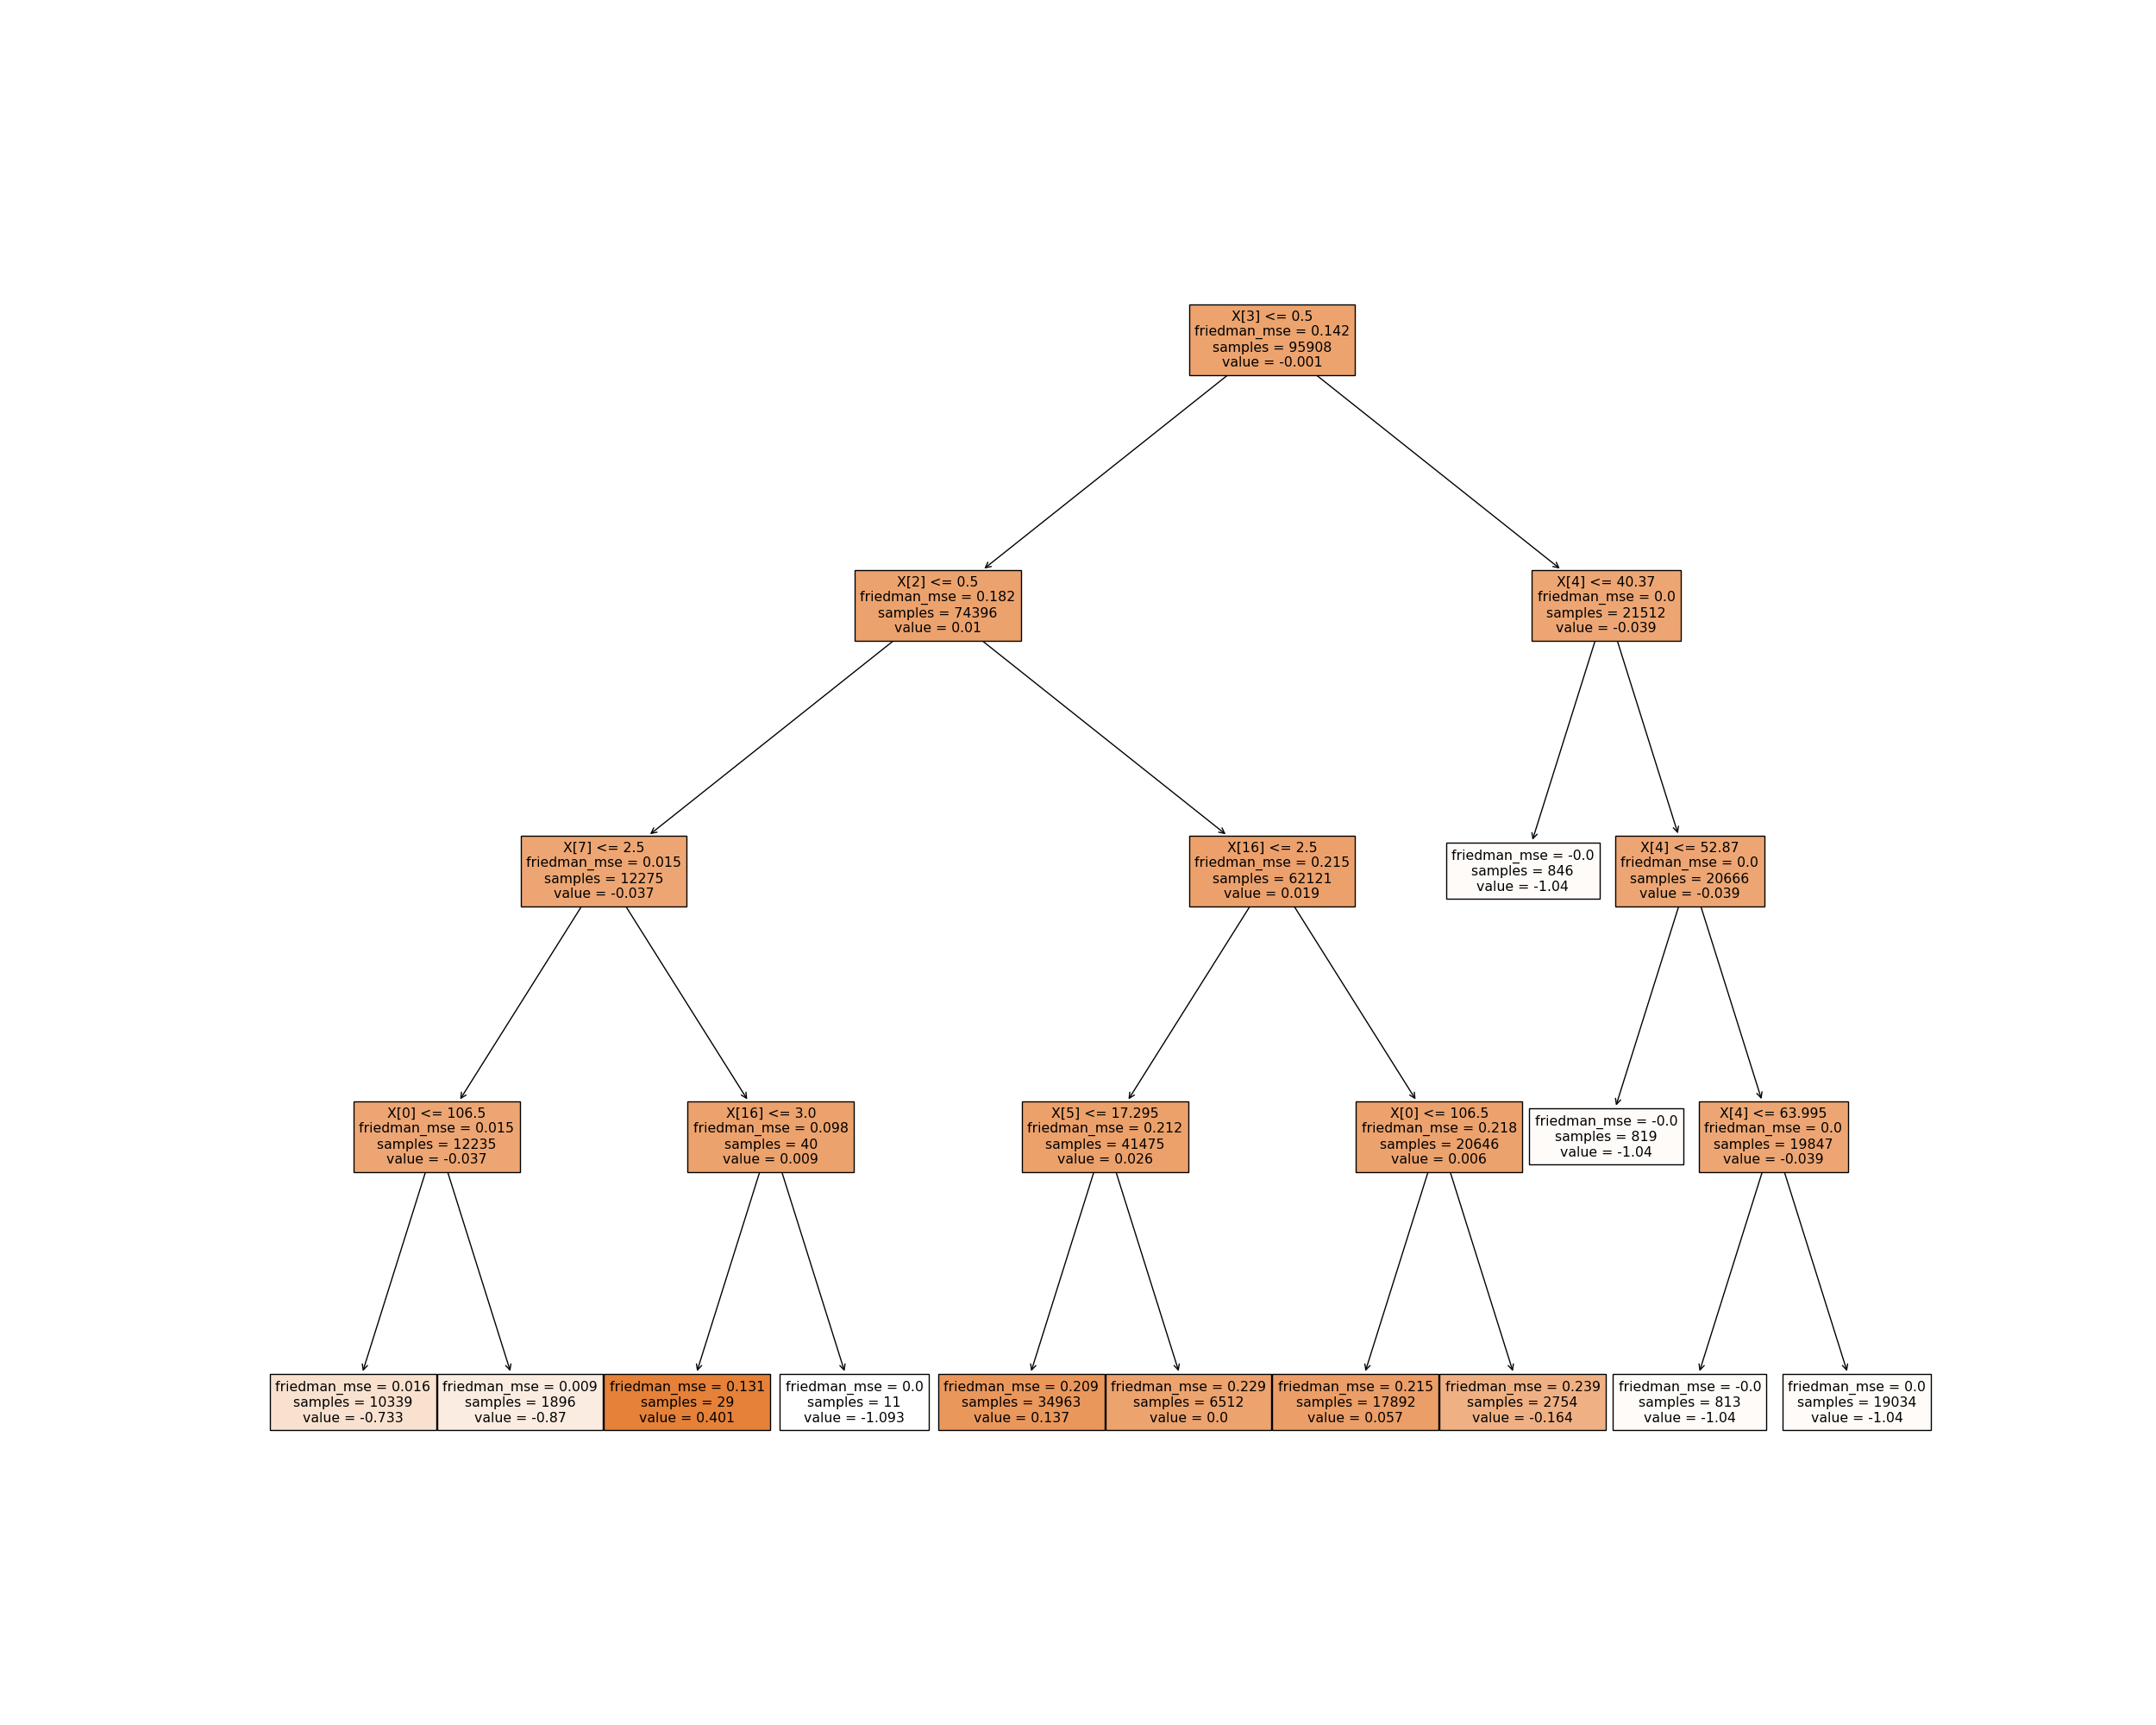 X[3] <= 0.5
friedman_mse = 0.142
samples = 95908
value = -0.001
X[2] <= 0.5
friedman_mse = 0.182
samples = 74396
value = 0.01
X[4] <= 40.37
friedman_mse = 0.0
samples = 21512
value = -0.039
X[7] <= 2.5
friedman_mse = 0.015
samples = 12275
value = -0.037
X[16] <= 2.5
friedman_mse = 0.215
samples = 62121
value = 0.019
friedman_mse = -0.0
samples = 846
value = -1.04
X[4] <= 52.87
friedman_mse = 0.0
samples = 20666
value = -0.039
X[0] <= 106.5
friedman_mse = 0.015
samples = 12235
value = -0.037
X[16] <= 3.0
friedman_mse = 0.098
samples = 40
value = 0.009
X[5] <= 17.295
friedman_mse = 0.212
samples = 41475
value = 0.026
X[0] <= 106.5
friedman_mse = 0.218
samples = 20646
value = 0.006
friedman_mse = -0.0
samples = 819
value = -1.04
X[4] <= 63.995
friedman_mse = 0.0
samples = 19847
value = -0.039
friedman_mse = 0.016
samples = 10339
value = -0.733
friedman_mse = 0.009
samples = 1896
value = -0.87
friedman_mse = 0.131
samples = 29
value = 0.401
friedman_mse = 0.0
samples = 11
value = -1.093
friedman_mse = 0.209
samples = 34963
value = 0.137
friedman_mse = 0.229
samples = 6512
value = 0.0
friedman_mse = 0.215
samples = 17892
value = 0.057
friedman_mse = 0.239
samples = 2754
value = -0.164
friedman_mse = -0.0
samples = 813
value = -1.04
friedman_mse = 0.0
samples = 19034
value = -1.04